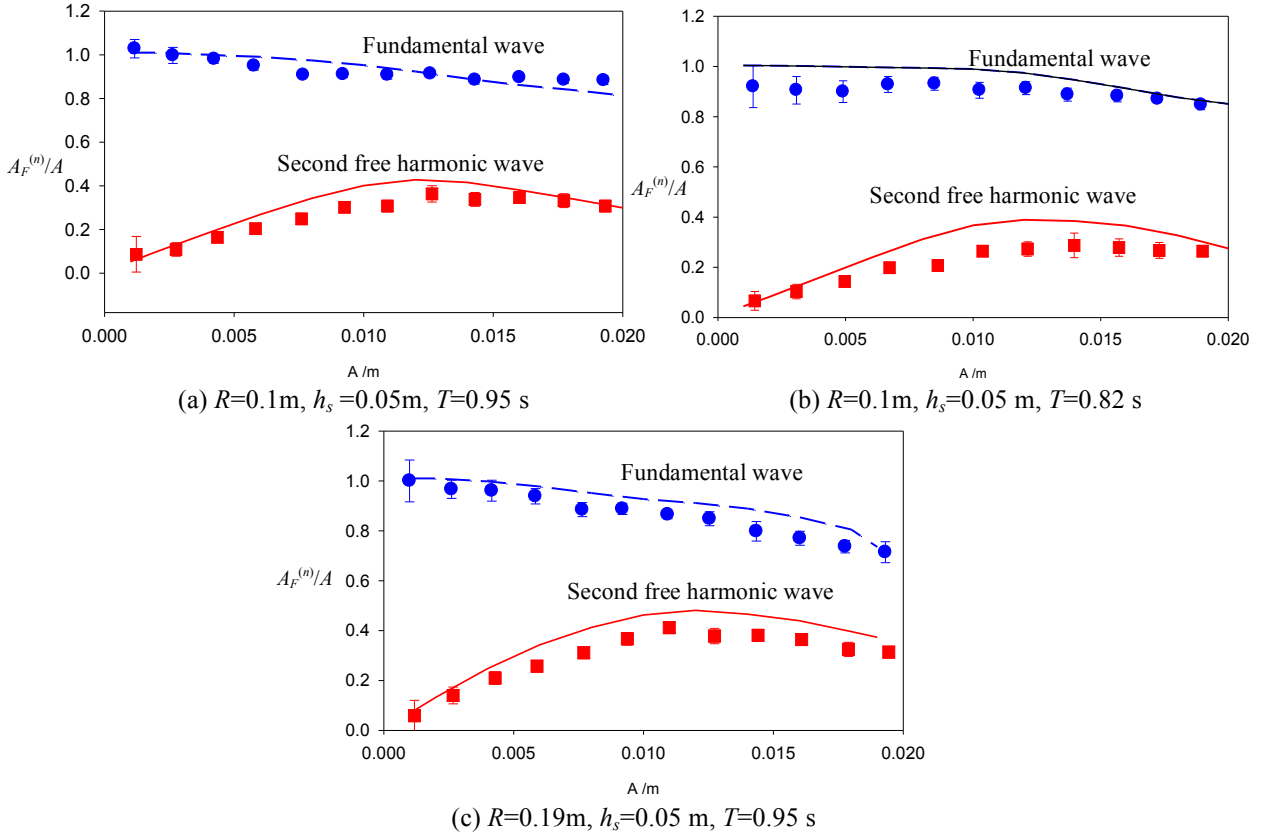 1.2
1.0
0.8
0.6
0.4
0.2
0.0
Fundamental wave
Second free harmonic wave
A_F^(n)/A
0.000 0.005 0.010 0.015 0.020
A /m
(a) R=0.1m, h_s =0.05m, T=0.95 s
1.2
1.0
0.8
0.6
0.4
0.2
0.0
Fundamental wave
Second free harmonic wave
A_F^(n)/A
0.000 0.005 0.010 0.015 0.020
A /m
(b) R=0.1m, h_s=0.05 m, T=0.82 s
1.2
1.0
0.8
0.6
0.4
0.2
0.0
Fundamental wave
Second free harmonic wave
A_F^(n)/A
0.000 0.005 0.010 0.015 0.020
A /m
(c) R=0.19m, h_s=0.05 m, T=0.95 s